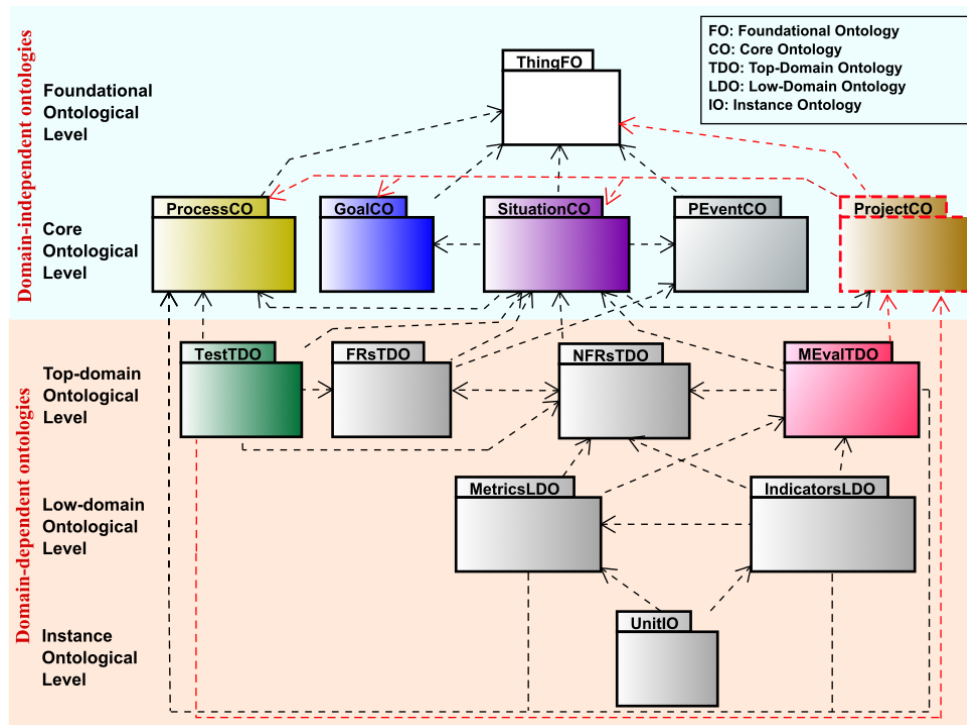 Domain-independent ontologies
FO: Foundational Ontology
CO: Core Ontology
TDO: Top-Domain Ontology
LDO: Low-Domain Ontology
IO: Instance Ontology
ThingFO
Foundational
Ontological
Level
ProcessCO
GoalCO
SituationCO
PEventCO
ProjectCO
Core
Ontological
Level
Domain-dependent ontologies
TestTDO
FRsTDO
NFRsTDO
MEvalTDO
Top-domain
Ontological
Level
MetricsLDO
IndicatorsLDO
Low-domain
Ontological
Level
UnitIO
Instance
Ontological
Level